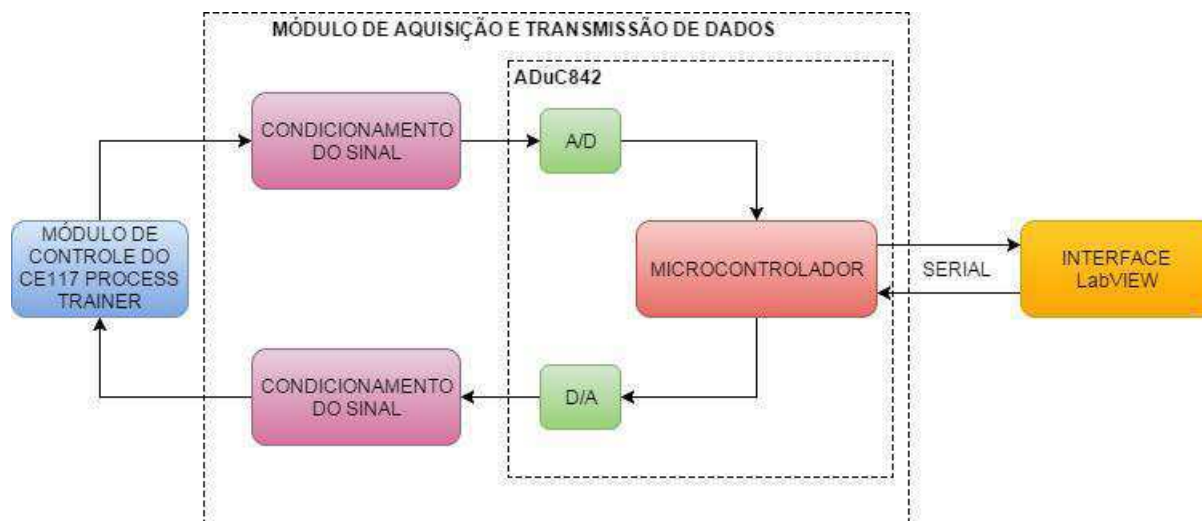 MÓDULO DE AQUISIÇÃO E TRANSMISSÃO DE DADOS
ADuC842
CONDICIONAMENTO
DO SINAL
A/D
MÓDULO DE
CONTROLE DO
CE117 PROCESS
TRAINER
MICROCONTROLADOR
SERIAL
INTERFACE
LabVIEW
CONDICIONAMENTO
DO SINAL
D/A